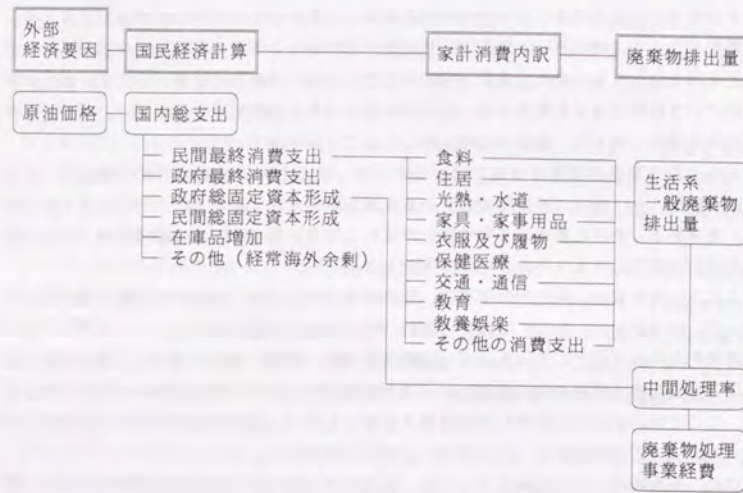 外部
経済要因
国民経済計算
家計消費内訳
廃棄物排出量
原油価格
国内総支出
民間最終消費支出
政府最終消費支出
政府総固定資本形成
民間総固定資本形成
在庫品増加
その他（経常海外余剰）
食料
住居
光熱・水道
家具・家事用品
衣服及び履物
保健医療
交通・通信
教育
教養娯楽
その他の消費支出
生活系
一般廃棄物
排出量
中間処理率
廃棄物処理
事業経費